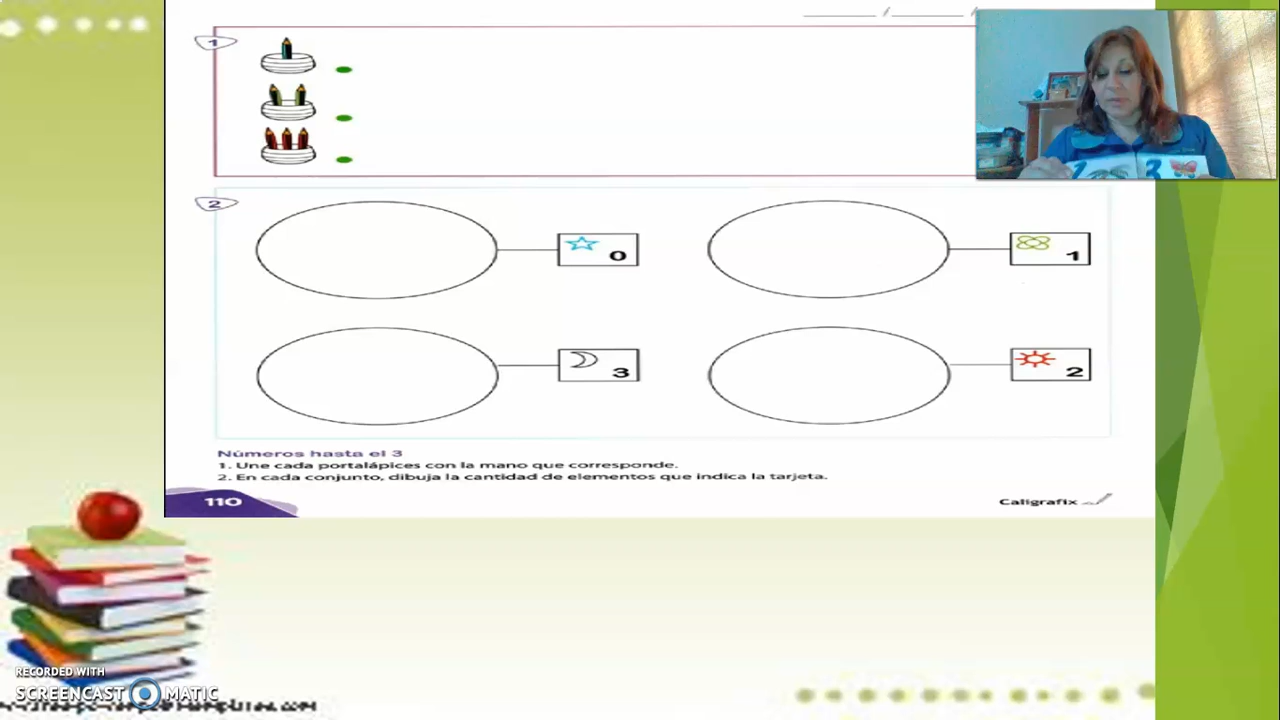 1
2
0
1
3
2
Números hasta el 3
1. Une cada portalápices con la mano que corresponde.
2. En cada conjunto, dibuja la cantidad de elementos que indica la tarjeta.
110
Caligrafix
3
RECORDED WITH
SCREENCAST MATIC